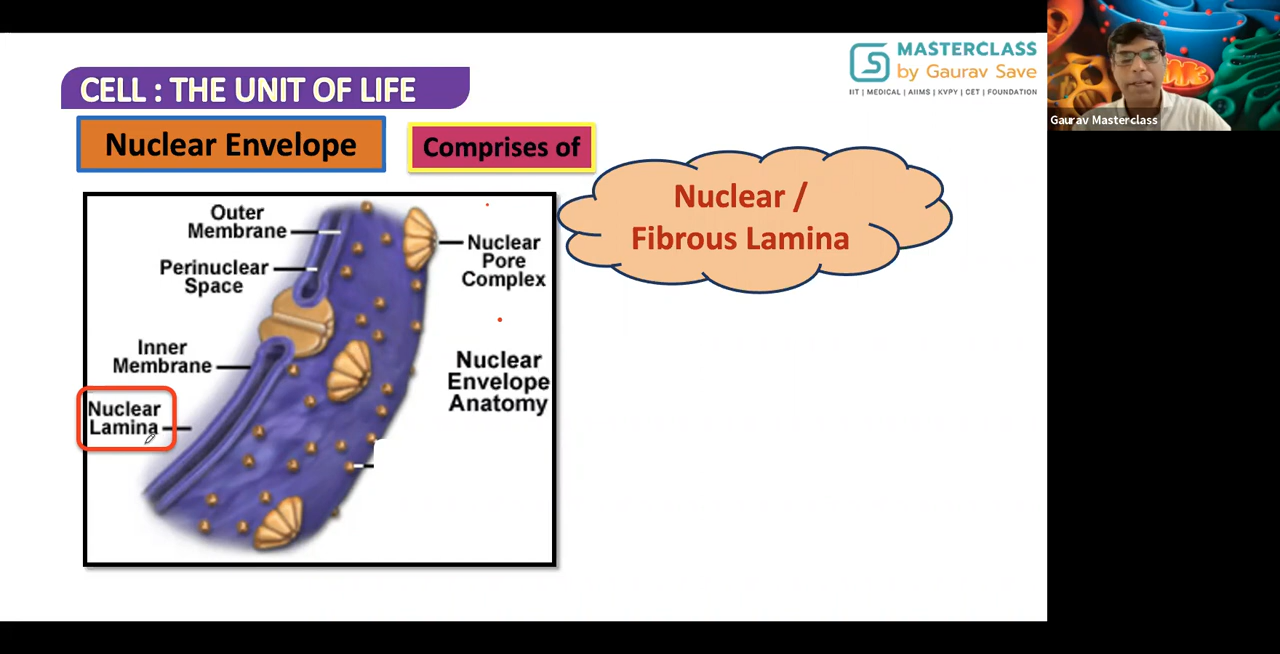 MASTERCLASS
by Gaurav Save
IIT | MEDICAL | AIIMS | KVPY | CET | FOUNDATION
Gaurav Masterclass
CELL : THE UNIT OF LIFE
Nuclear Envelope
Comprises of
Nuclear /
Fibrous Lamina
Outer
Membrane
Perinuclear
Space
Inner
Membrane
Nuclear
Lamina
Nuclear
Pore
Complex
Nuclear
Envelope
Anatomy